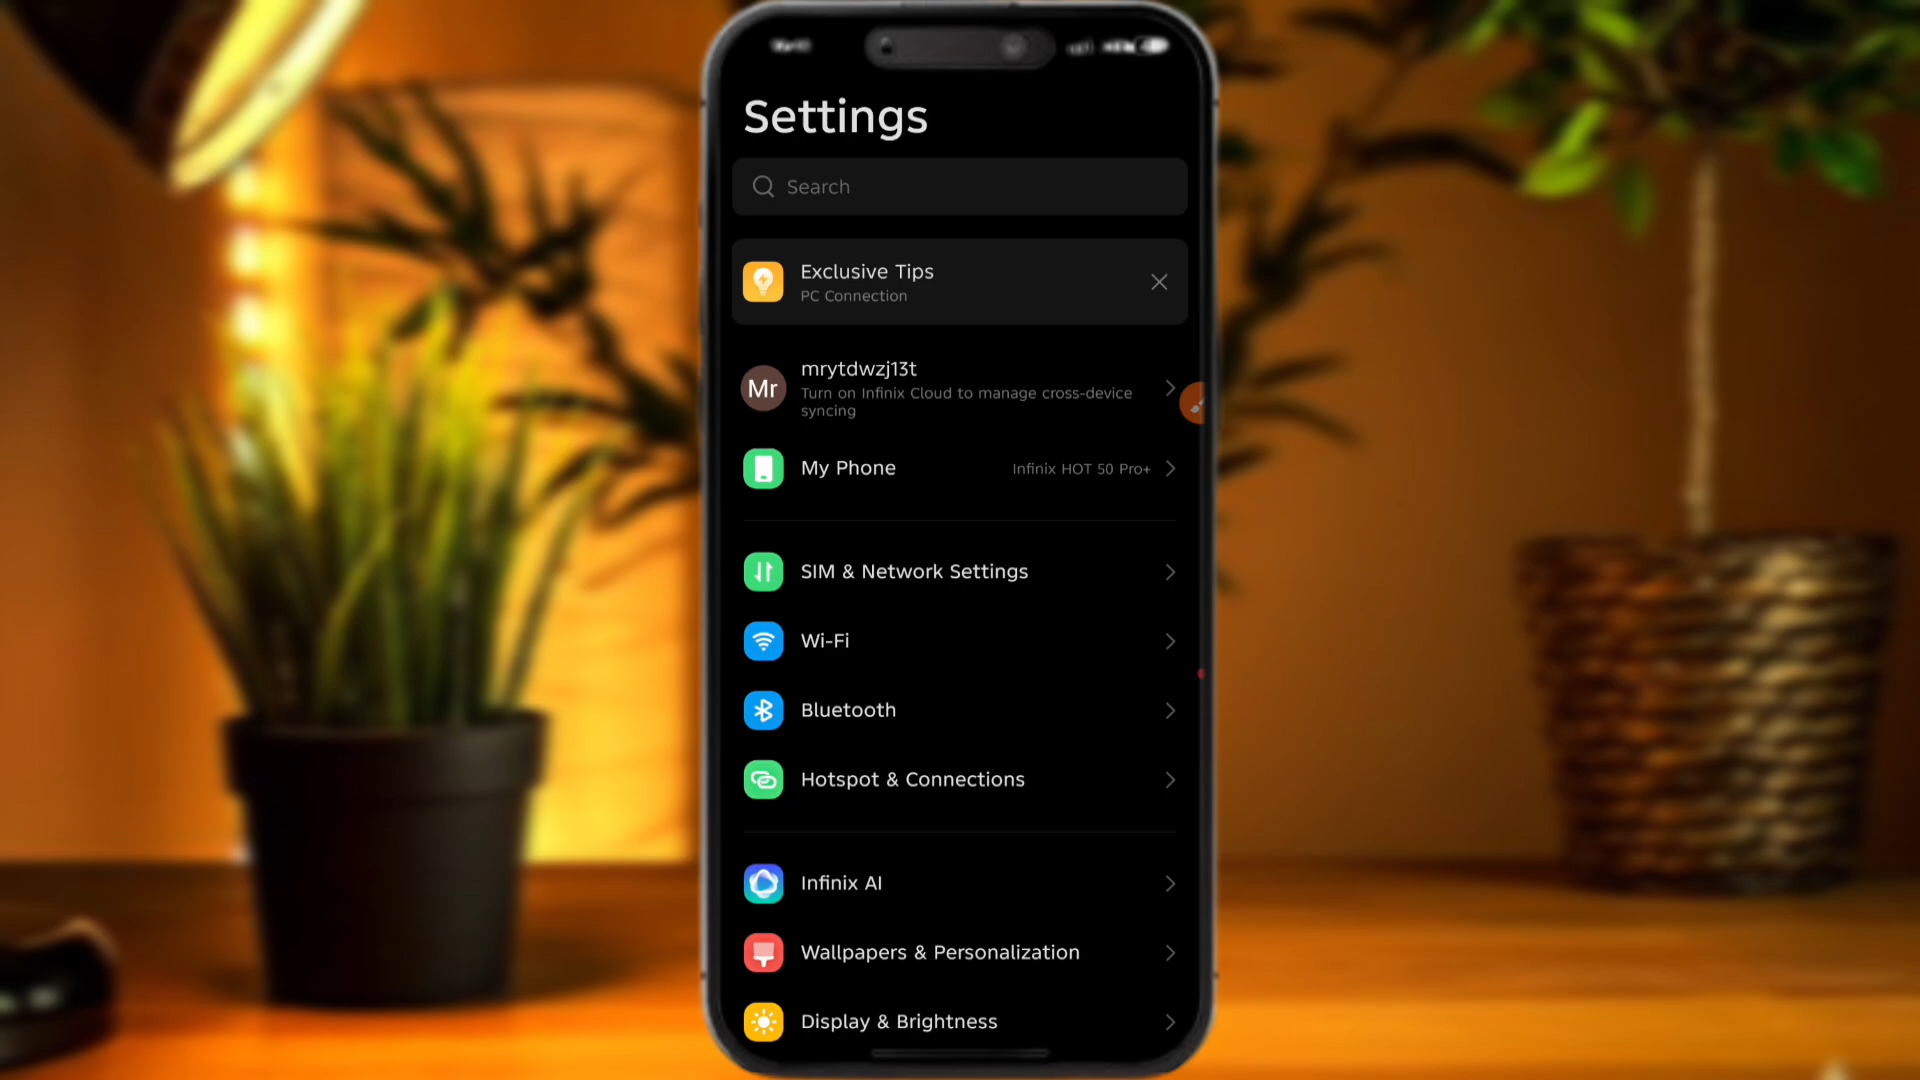 Settings
Search
Exclusive Tips
PC Connection
Mr
mrytdwzj13t
Turn on Infinix Cloud to manage cross-device
syncing
My Phone
Infinix HOT 50 Pro+
SIM & Network Settings
Wi-Fi
Bluetooth
Hotspot & Connections
Infinix AI
Wallpapers & Personalization
Display & Brightness